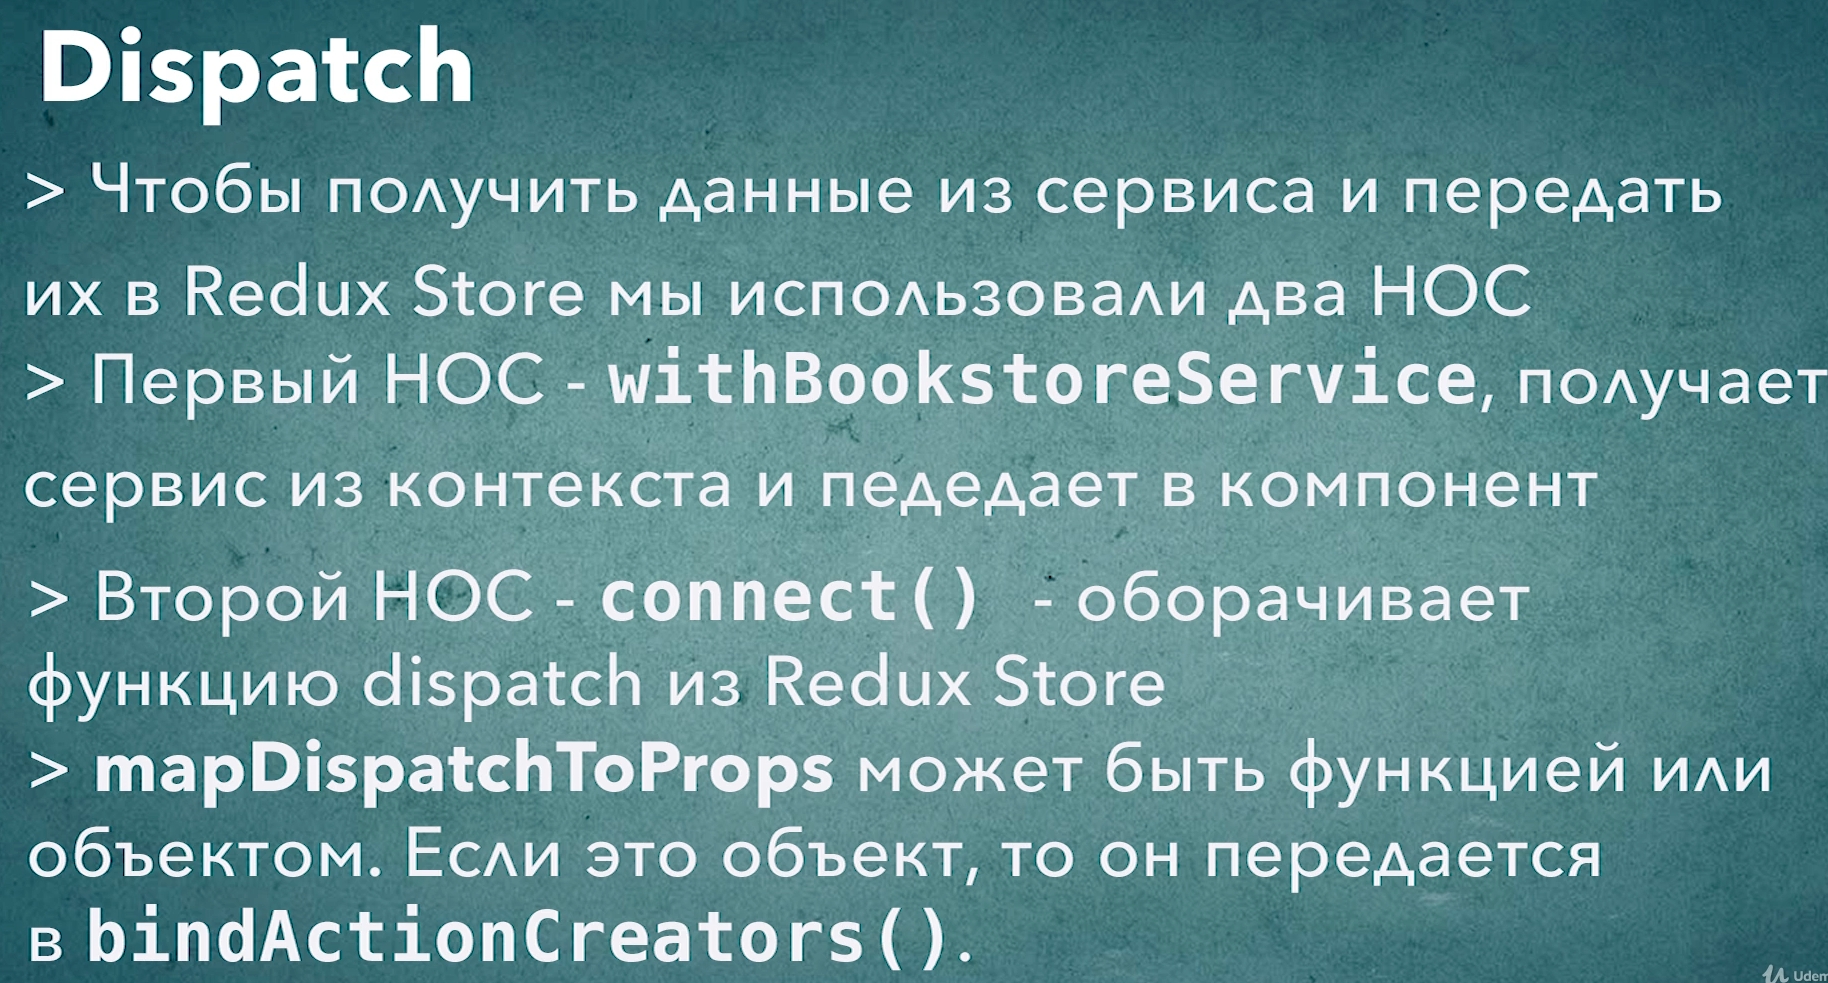 Dispatch
> Чтобы получить данные из сервиса и передать
их в Redux Store мы использовали два HOC
> Первый HOC - withBookstoreService, получает
сервис из контекста и педедает в компонент
> Второй HOC - connect() - оборачивает
функцию dispatch из Redux Store
> mapDispatchToProps может быть функцией или
объектом. Если это объект, то он передается
в bindActionCreators().
Udem